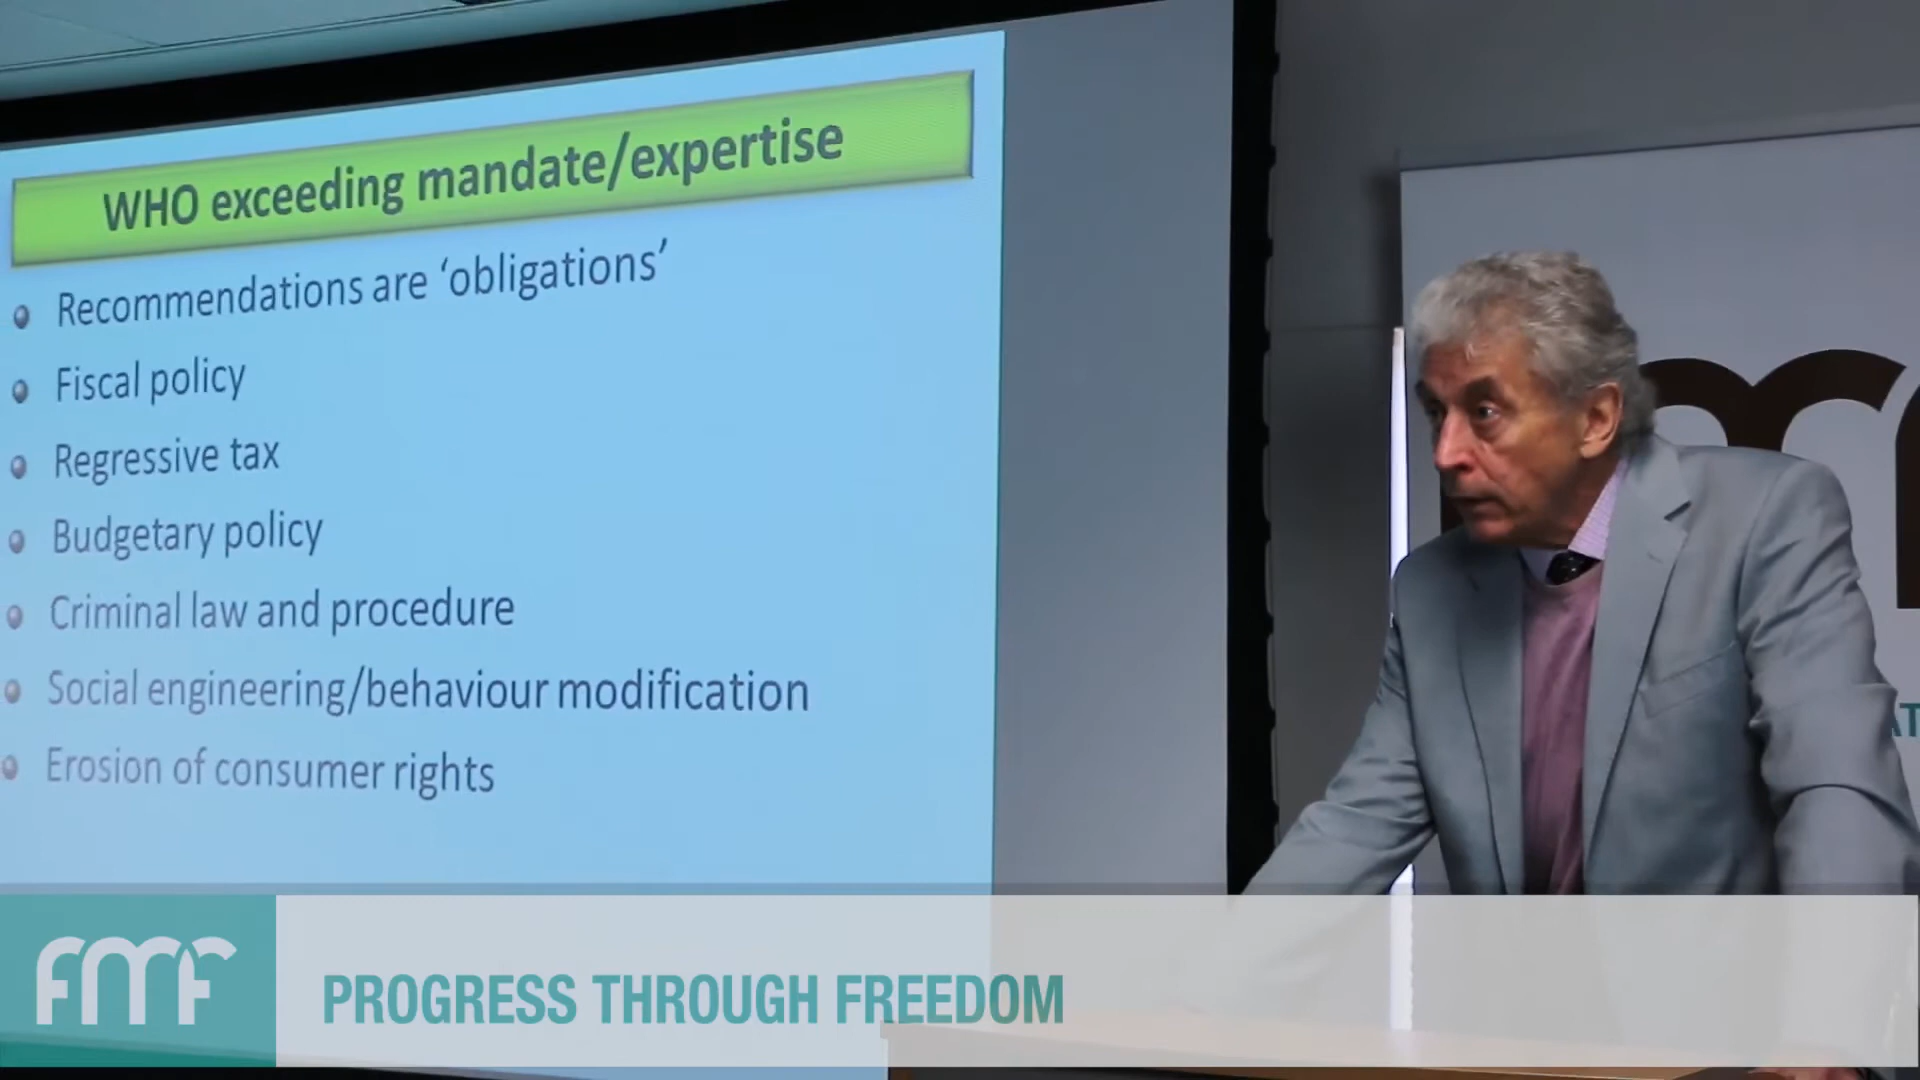 WHO exceeding mandate/expertise
Recommendations are ‘obligations’
Fiscal policy
Regressive tax
Budgetary policy
Criminal law and procedure
Social engineering/behaviour modification
Erosion of consumer rights
AT
FMF
PROGRESS THROUGH FREEDOM